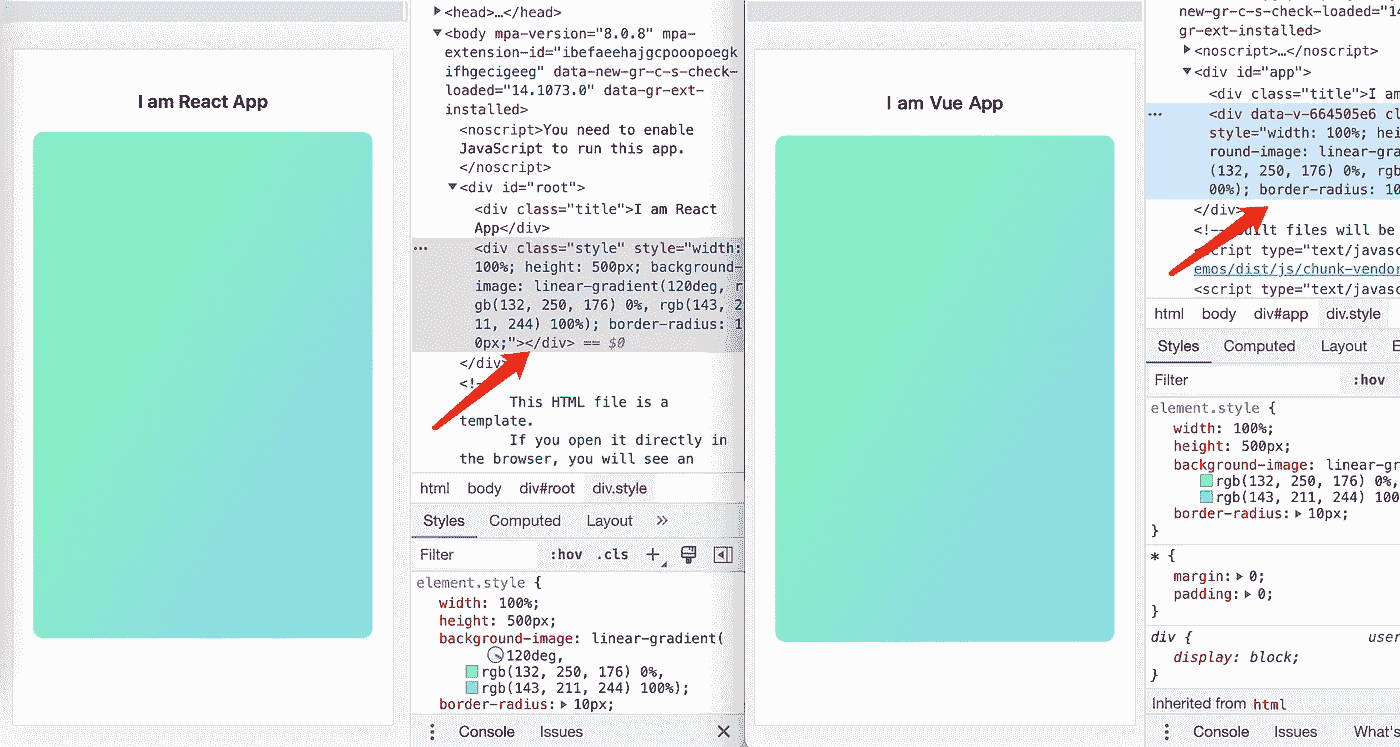 I am React App
<head>…</head>
<body mpa-version="8.0.8" mpa-
extension-id="ibefaeehajgcpooopoegk
ifhgecigeeg" data-new-gr-c-s-check-
loaded="14.1073.0" data-gr-ext-
installed>
<noscript>You need to enable
JavaScript to run this app.
</noscript>
<div id="root">
<div class="title">I am React
App</div>
<div class="style" style="width:
100%; height: 500px; background-
image: linear-gradient(120deg, r
gb(132, 250, 176) 0%, rgb(143, 2
11, 244) 100%); border-radius: 1
0px;"></div> == $0
</div>
<!--
This HTML file is a
template.
If you open it directly in
the browser, you will see an
html body div#root div.style
Styles Computed Layout »
Filter :hov .cls +
element.style {
width: 100%;
height: 500px;
background-image: linear-gradient(
120deg,
rgb(132, 250, 176) 0%,
rgb(143, 211, 244) 100%);
border-radius: 10px;
Console Issues
I am Vue App
new-gr-c-s-check-loaded="14
gr-ext-installed>
<noscript>…</noscript>
<div id="app">
<div class="title">I am
<div data-v-664505e6 cl
style="width: 100%; hei
round-image: linear-gra
(132, 250, 176) 0%, rgb
00%); border-radius: 10
</div>
<!-- built files will be
<script type="text/javasc
emos/dist/js/chunk-vendor
<script type="text/javasc
html body div#app div.style
Styles Computed Layout E
Filter :hov
element.style {
width: 100%;
height: 500px;
background-image: linear-gr
rgb(132, 250, 176) 0%,
rgb(143, 211, 244) 100
border-radius: 10px;
}
* {
margin: 0;
padding: 0;
}
div { user
display: block;
}
Inherited from html
Console Issues What's